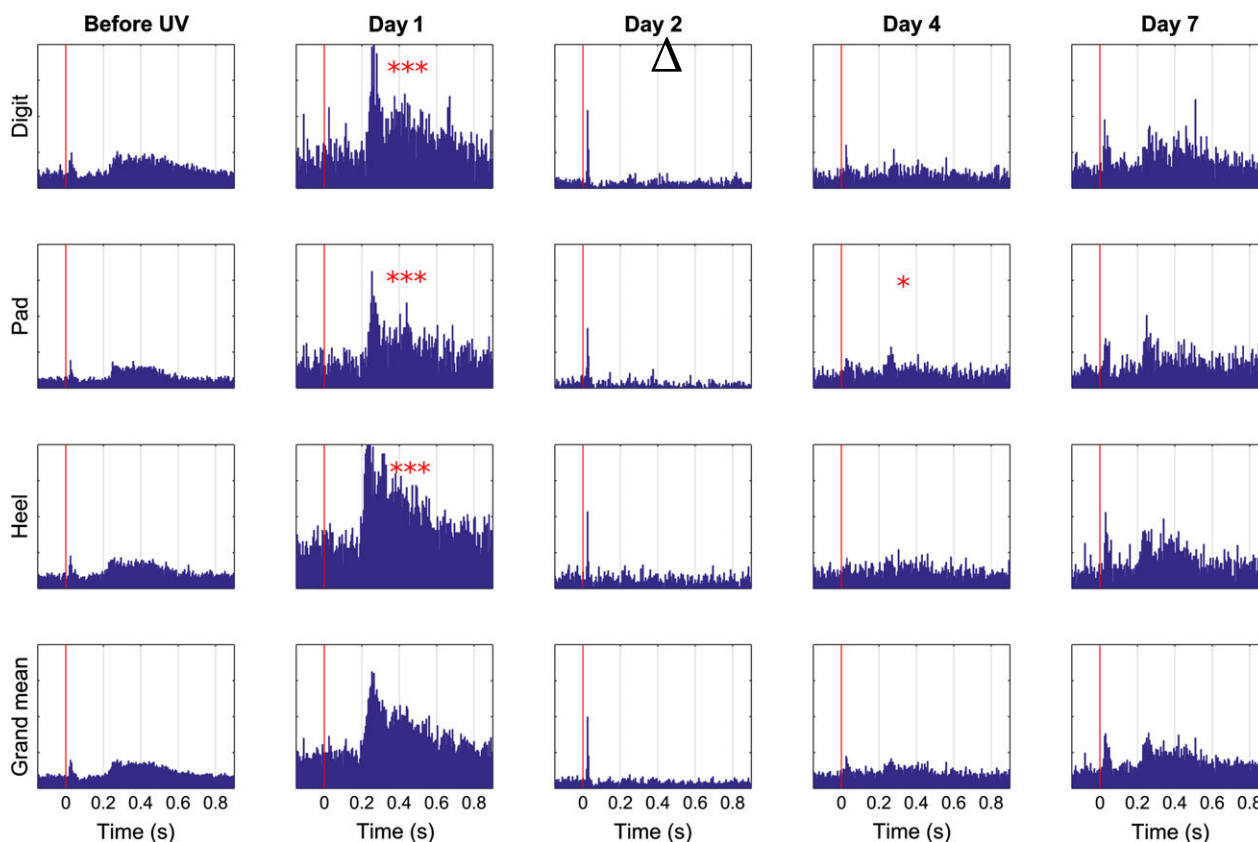 Before UV Day 1 Day 2 Day 4 Day 7
Δ
Digit
***
Pad
*** *
Heel
***
Grand mean
0 0.2 0.4 0.6 0.8 0 0.2 0.4 0.6 0.8 0 0.2 0.4 0.6 0.8 0 0.2 0.4 0.6 0.8 0 0.2 0.4 0.6 0.8
Time (s) Time (s) Time (s) Time (s) Time (s)